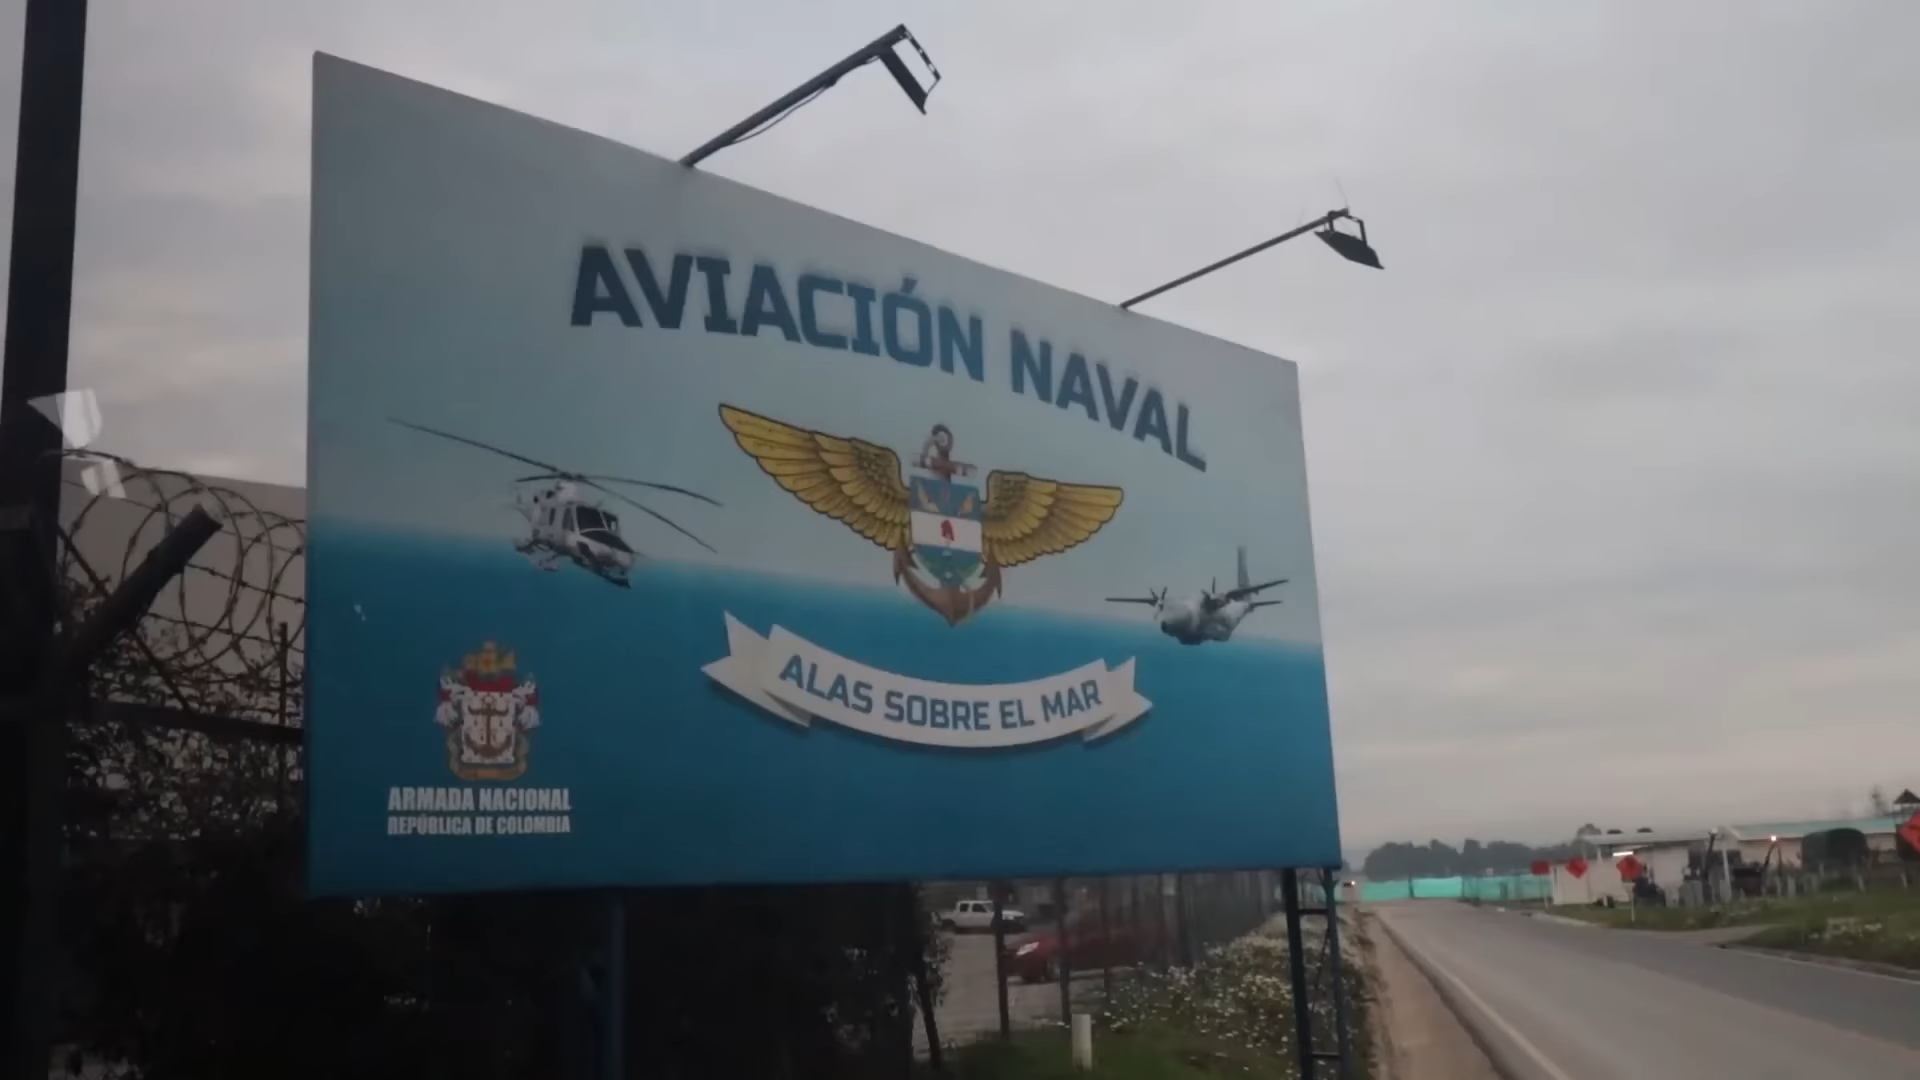 AVIACIÓN NAVAL
ALAS SOBRE EL MAR
ARMADA NACIONAL
REPÚBLICA DE COLOMBIA